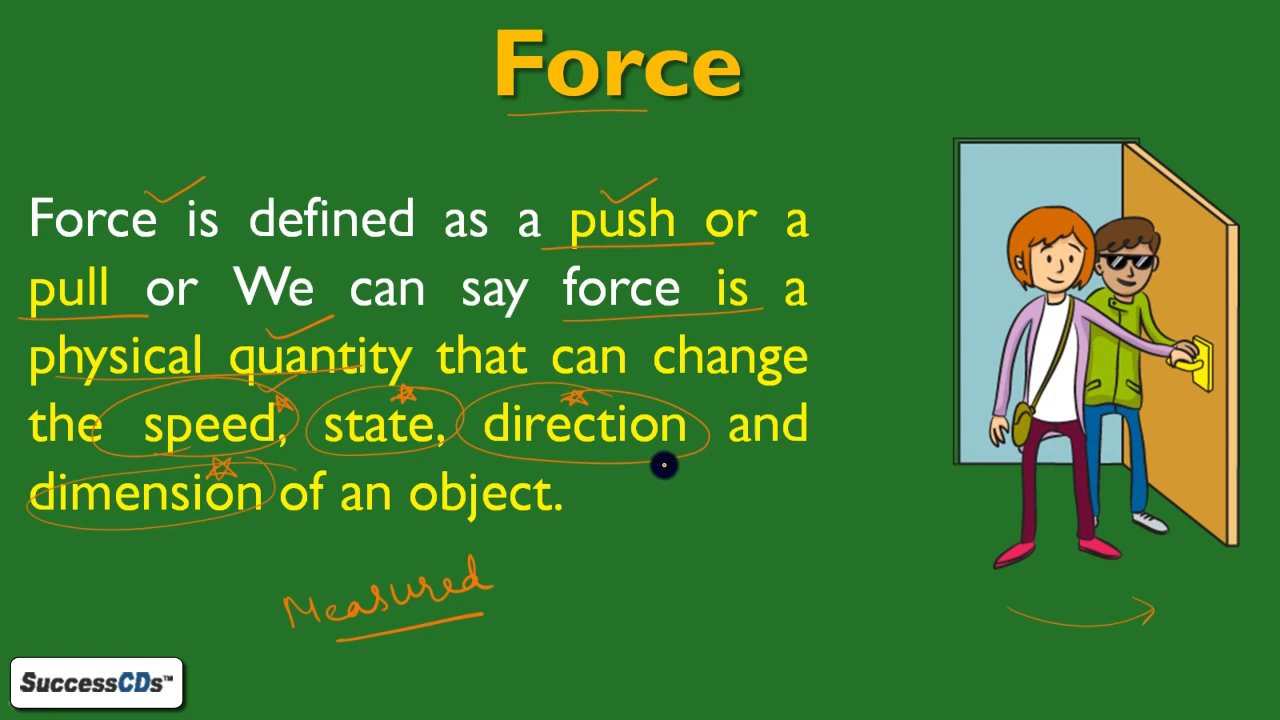 Force
Force is defined as a push or a
pull or We can say force is a
physical quantity that can change
the speed, state, direction and
dimension of an object.
Measured
SuccessCDs™